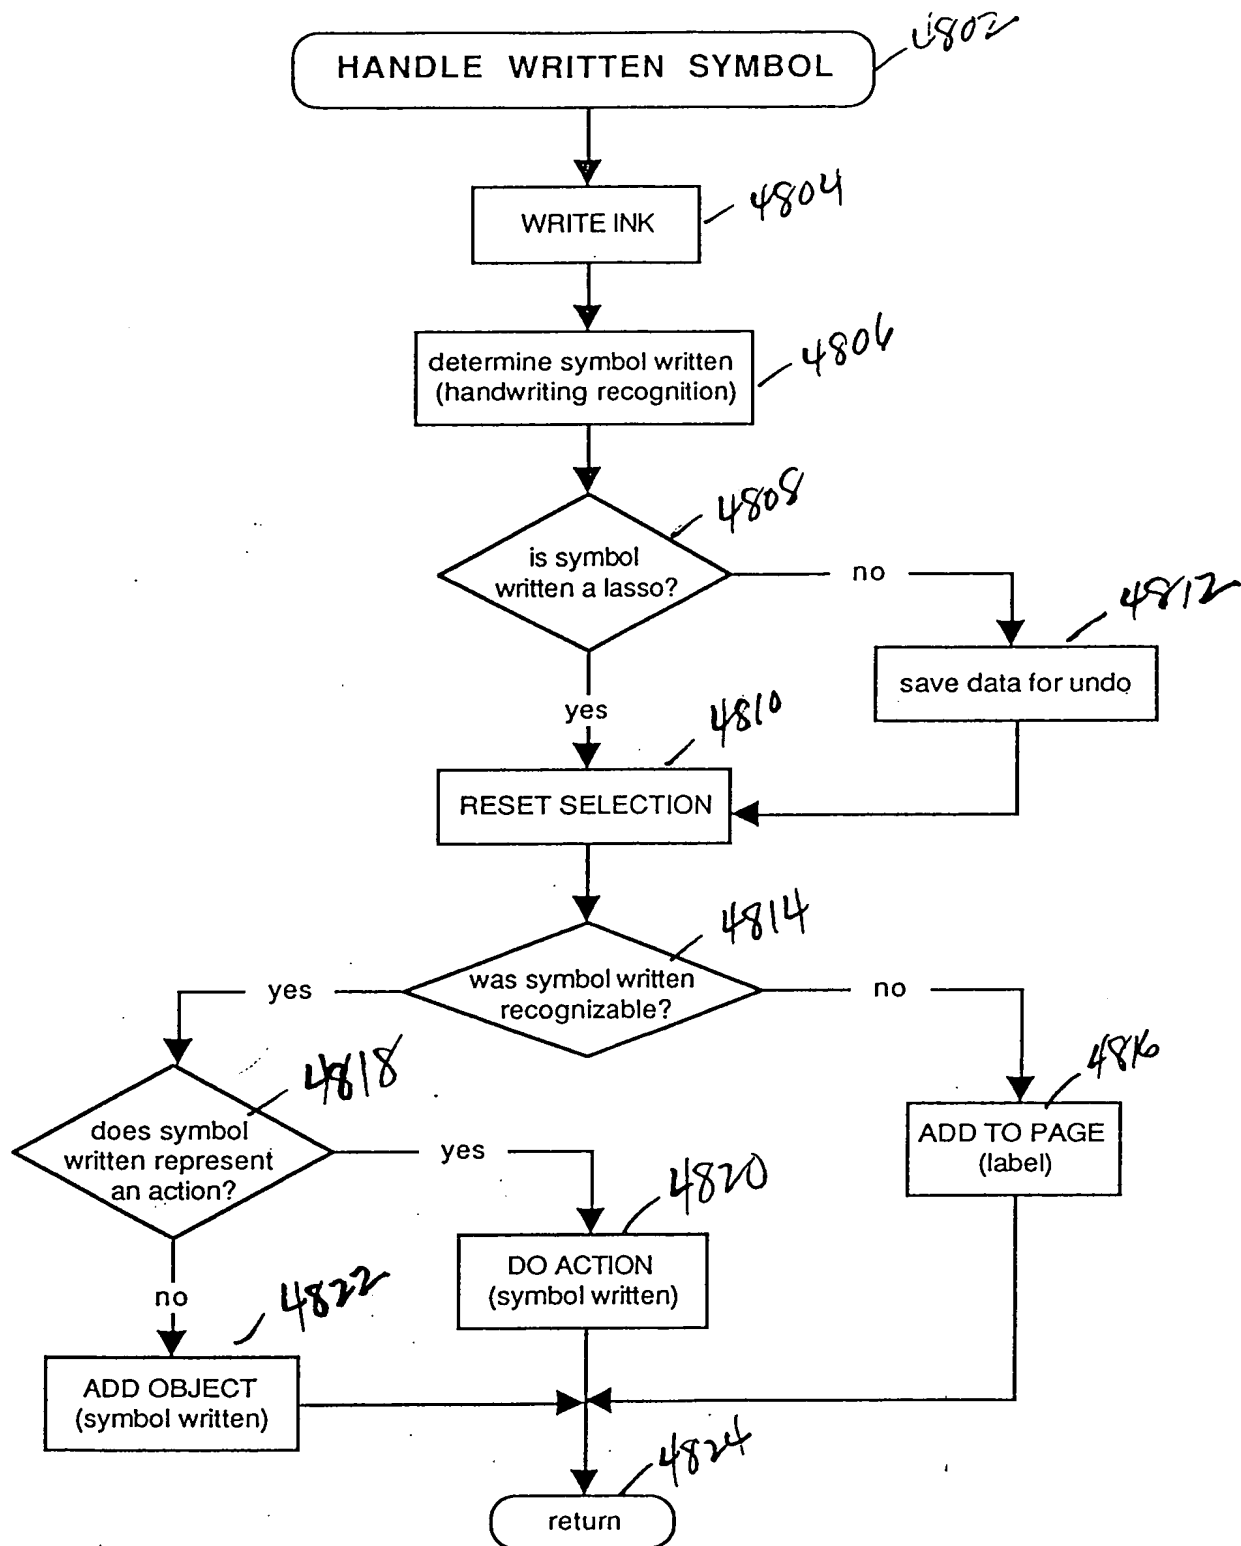 HANDLE WRITTEN SYMBOL
4802
WRITE INK
4804
determine symbol written
(handwriting recognition)
4806
is symbol
written a lasso?
4808
no
4812
save data for undo
yes
4810
RESET SELECTION
4814
was symbol written
recognizable?
yes
no
4818
does symbol
written represent
an action?
yes
4816
ADD TO PAGE
(label)
4820
DO ACTION
(symbol written)
no
4822
ADD OBJECT
(symbol written)
4824
return